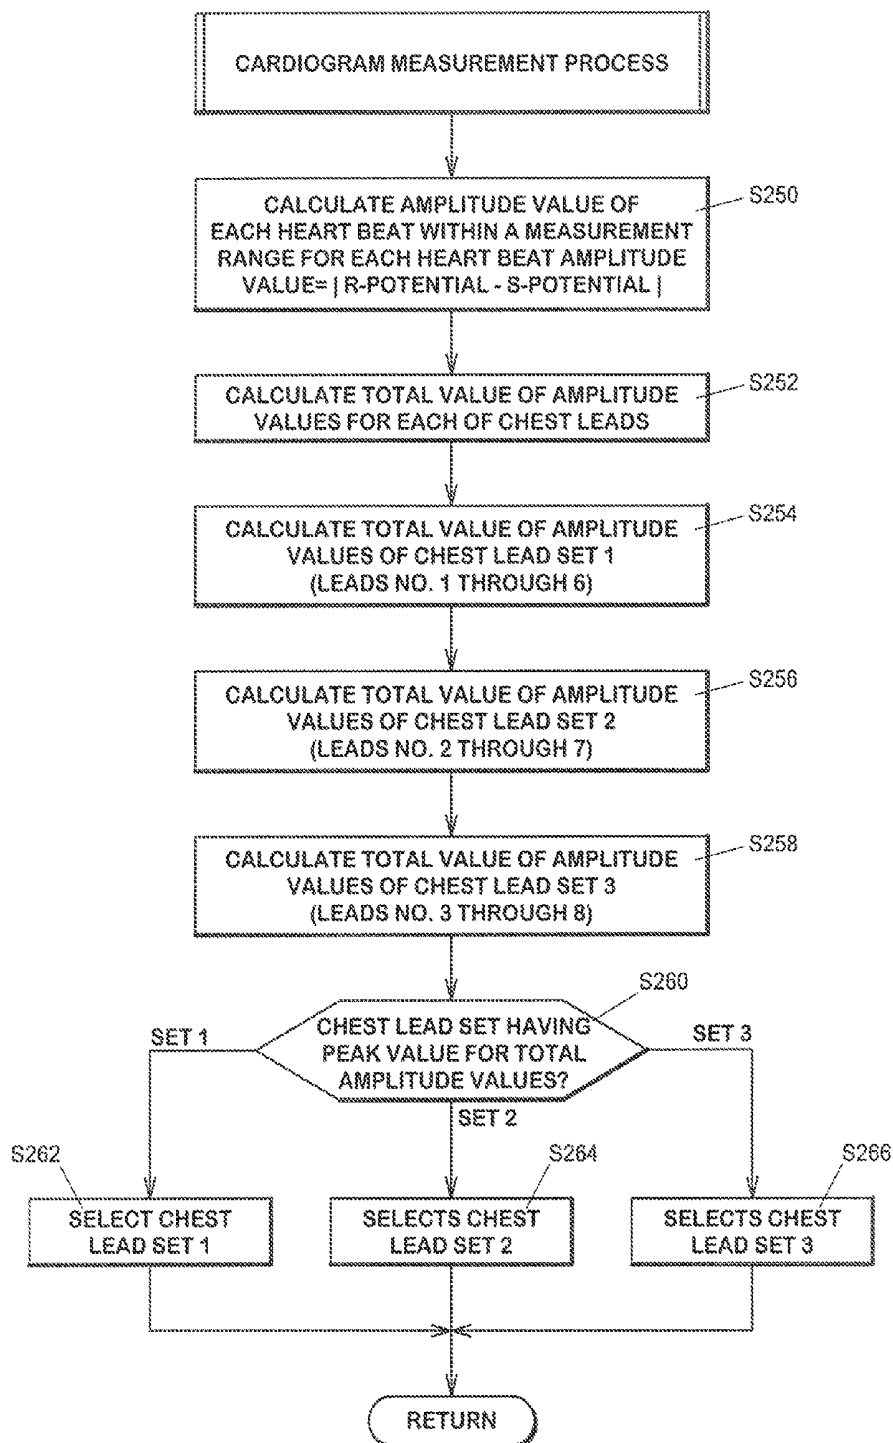 CARDIOGRAM MEASUREMENT PROCESS
S250
CALCULATE AMPLITUDE VALUE OF
EACH HEART BEAT WITHIN A MEASUREMENT
RANGE FOR EACH HEART BEAT AMPLITUDE
VALUE= | R-POTENTIAL - S-POTENTIAL |
S252
CALCULATE TOTAL VALUE OF AMPLITUDE
VALUES FOR EACH OF CHEST LEADS
S254
CALCULATE TOTAL VALUE OF AMPLITUDE
VALUES OF CHEST LEAD SET 1
(LEADS NO. 1 THROUGH 6)
S256
CALCULATE TOTAL VALUE OF AMPLITUDE
VALUES OF CHEST LEAD SET 2
(LEADS NO. 2 THROUGH 7)
S258
CALCULATE TOTAL VALUE OF AMPLITUDE
VALUES OF CHEST LEAD SET 3
(LEADS NO. 3 THROUGH 8)
S260
CHEST LEAD SET HAVING
PEAK VALUE FOR TOTAL
AMPLITUDE VALUES?
SET 1
SET 2
SET 3
S262
SELECT CHEST
LEAD SET 1
S264
SELECTS CHEST
LEAD SET 2
S266
SELECTS CHEST
LEAD SET 3
RETURN